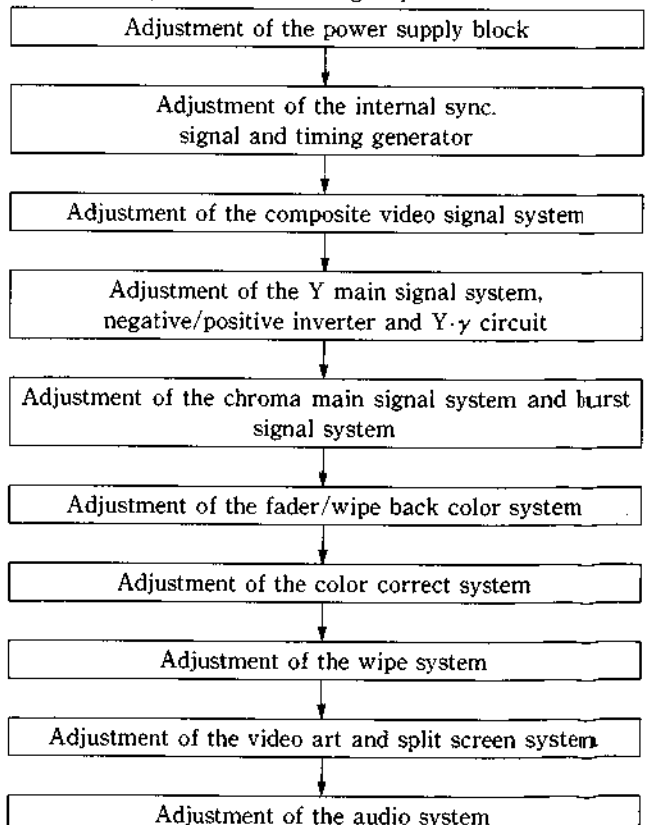 Adjustment of the power supply block
Adjustment of the internal sync.
signal and timing generator
Adjustment of the composite video signal system
Adjustment of the Y main signal system,
negative/positive inverter and Y·γ circuit
Adjustment of the chroma main signal system and burst
signal system
Adjustment of the fader/wipe back color system
Adjustment of the color correct system
Adjustment of the wipe system
Adjustment of the video art and split screen system
Adjustment of the audio system